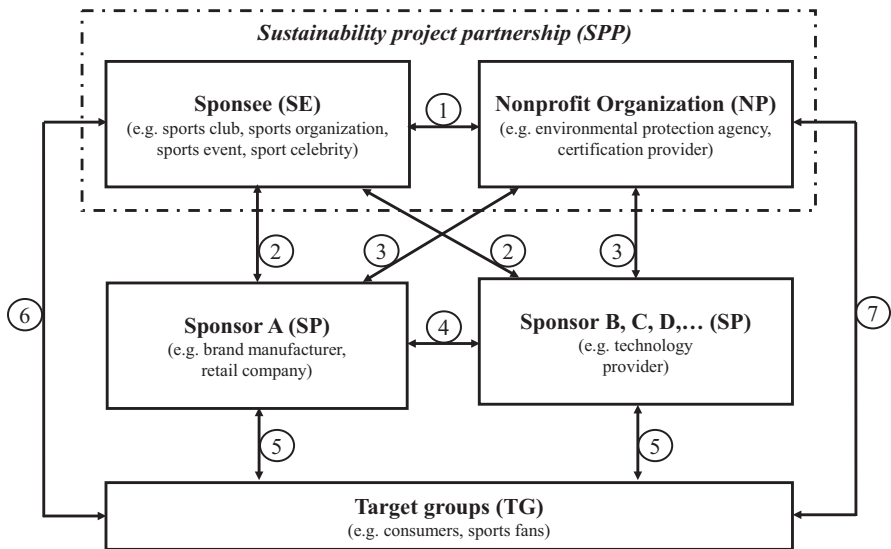 Sustainability project partnership (SPP)
Sponsee (SE)
(e.g. sports club, sports organization,
sports event, sport celebrity)
1
Nonprofit Organization (NP)
(e.g. environmental protection agency,
certification provider)
2
3
2
3
6
Sponsor A (SP)
(e.g. brand manufacturer,
retail company)
4
Sponsor B, C, D,… (SP)
(e.g. technology
provider)
7
5
5
Target groups (TG)
(e.g. consumers, sports fans)